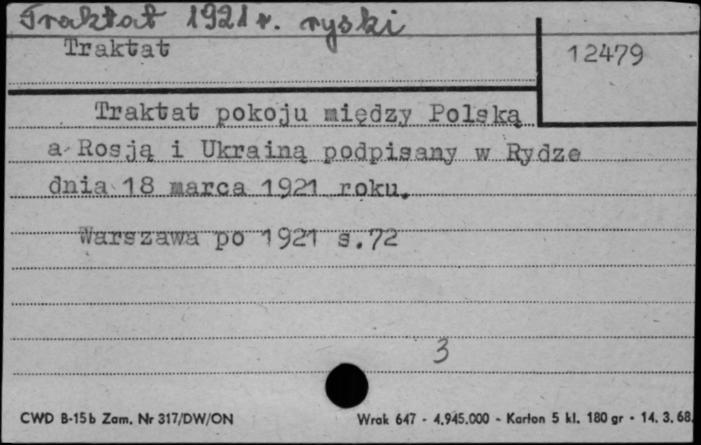 Traktat 1921 r. ryski
Traktat
12479
Traktat pokoju między Polską
a Rosją i Ukrainą podpisany w Rydze
dnia 18 marca 1921 roku.
Warszawa po 1921 s.72
3
CWD B-15b Zam. Nr 317/DW/ON
Wrak 647 - 4.945.000 - Karton 5 kl. 180 gr - 14. 3. 68.